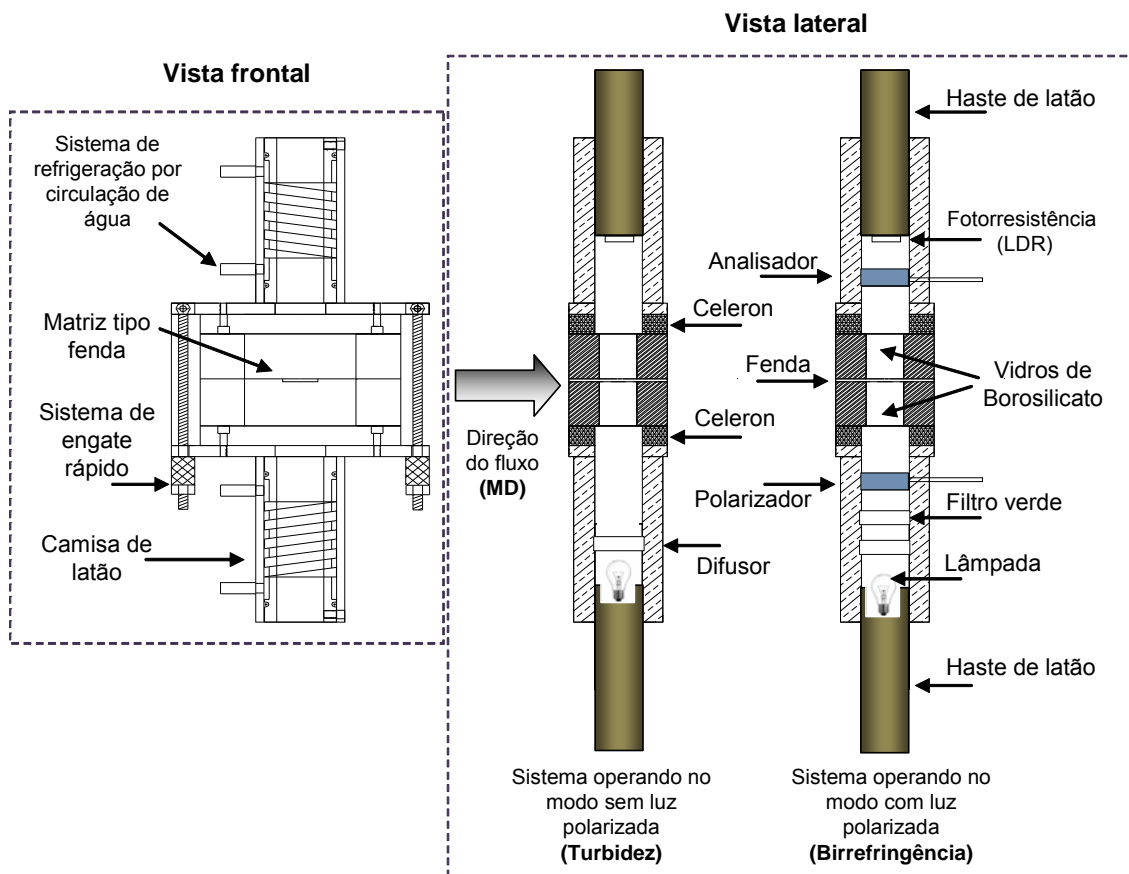 Vista lateral
Vista frontal
Sistema de
refrigeração por
circulação de
água
Matriz tipo
fenda
Sistema de
engate
rápido
Camisa de
latão
Direção
do fluxo
(MD)
Haste de latão
Fotorresistência
(LDR)
Analisador
Celeron
Fenda
Vidros de
Borosilicato
Celeron
Polarizador
Filtro verde
Difusor
Lâmpada
Haste de latão
Sistema operando no
modo sem luz
polarizada
(Turbidez)
Sistema operando no
modo com luz
polarizada
(Birrefringência)